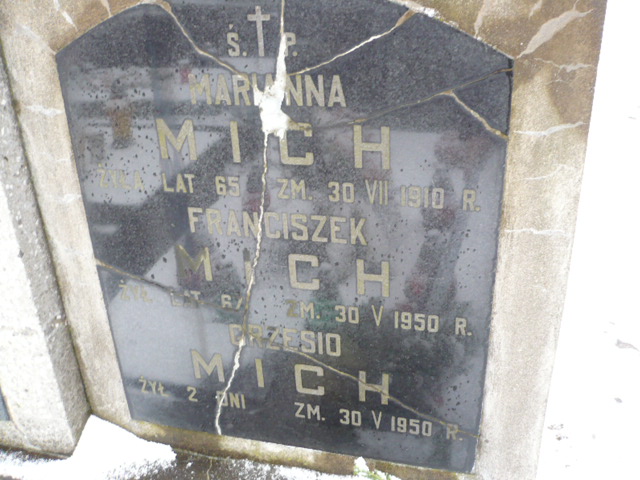 Ś. P.
MARIANNA
MICH
ŻYŁA LAT 65 ZM. 30 VII 1910 R.
FRANCISZEK
MICH
ŻYŁ LAT ZM. 30 V 1950 R.
GRZESIO
MICH
ŻYŁ 2 DNI ZM. 30 V 1950 R.